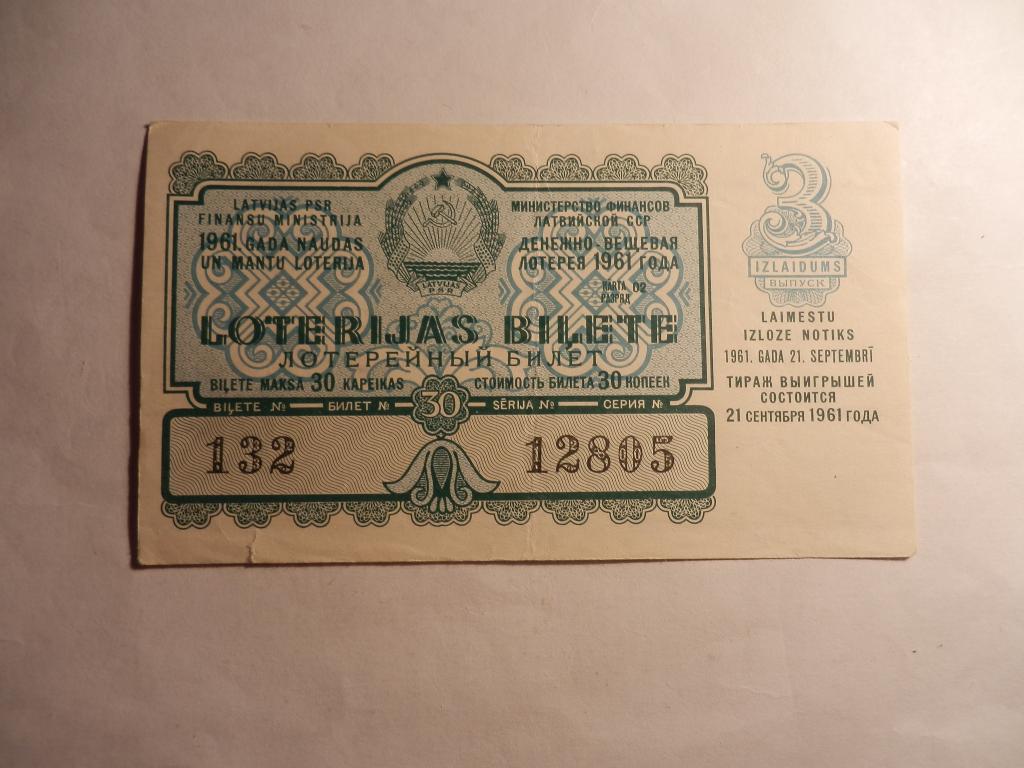 LATVIJAS PSR
FINANSU MINISTRIJA
1961. GADA NAUDAS
UN MANTU LOTERIJA
LATVIJAS
PSR
МИНИСТЕРСТВО ФИНАНСОВ
ЛАТВИЙСКОЙ ССР
ДЕНЕЖНО-ВЕЩЕВАЯ
ЛОТЕРЕЯ 1961 ГОДА
KARTA 02
РАЗРЯД
LOTERIJAS BIĻETE
ЛОТЕРЕЙНЫЙ БИЛЕТ
BIĻETE MAKSĀ 30 KAPEIKAS
СТОИМОСТЬ БИЛЕТА 30 КОПЕЕК
BIĻETE № — БИЛЕТ № — 30 — SĒRIJA № — СЕРИЯ №
132 12805
3
IZLAIDUMS
ВЫПУСК
LAIMESTU
IZLOZE NOTIKS
1961. GADA 21. SEPTEMBRĪ
ТИРАЖ ВЫИГРЫШЕЙ
СОСТОИТСЯ
21 СЕНТЯБРЯ 1961 ГОДА